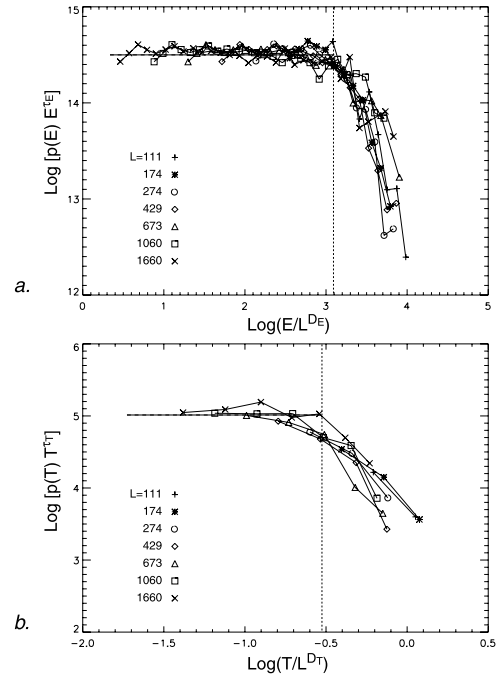 15
14
13
12
Log [p(E) E^τE]
L=111
174
274
429
673
1060
1660
0 1 2 3 4 5
Log(E/L^DE)
a.
6
5
4
3
2
Log [p(T) T^τT]
L=111
174
274
429
673
1060
1660
-2.0 -1.5 -1.0 -0.5 0.0 0.5
Log(T/L^DT)
b.